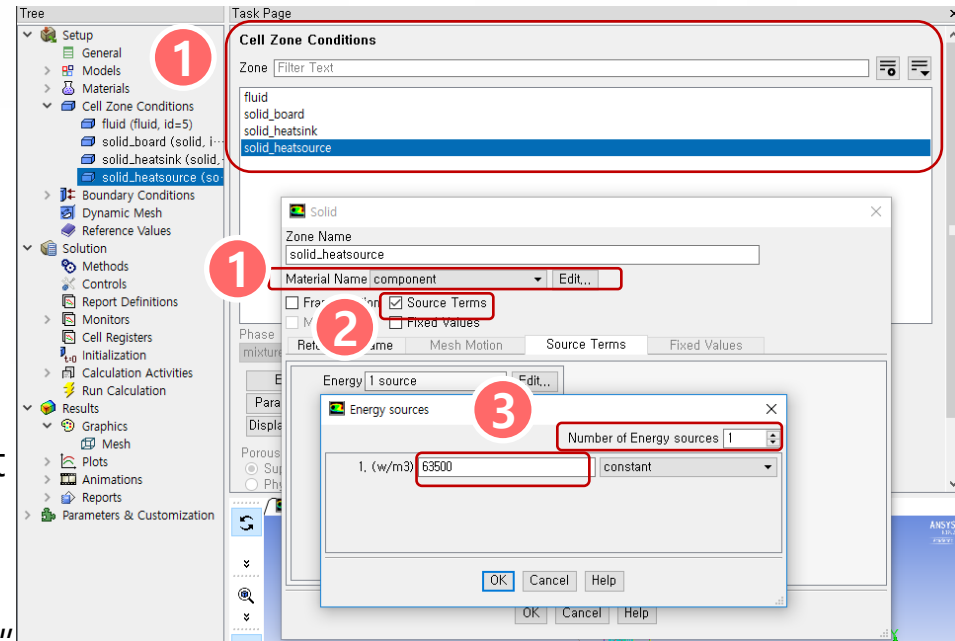 Tree
Setup
General
Models
Materials
Cell Zone Conditions
fluid (fluid, id=5)
solid_board (solid, i...
solid_heatsink (solid,
solid_heatsource (so
Boundary Conditions
Dynamic Mesh
Reference Values
Solution
Methods
Controls
Report Definitions
Monitors
Cell Registers
Initialization
Calculation Activities
Run Calculation
Results
Graphics
Mesh
Plots
Animations
Reports
Parameters & Customization
1
Task Page
Cell Zone Conditions
Zone Filter Text
fluid
solid_board
solid_heatsink
solid_heatsource
Phase
mixture
Para
Displa
Porous
Solid
Zone Name
solid_heatsource
1
Material Name component Edit...
Source Terms
2
Fixed Values
Mesh Motion Source Terms Fixed Values
Energy 1 source Edit...
3
Energy sources
Number of Energy sources 1
1. (w/m3) 63500 constant
OK Cancel Help
OK Cancel Help
ANSYS
t
"